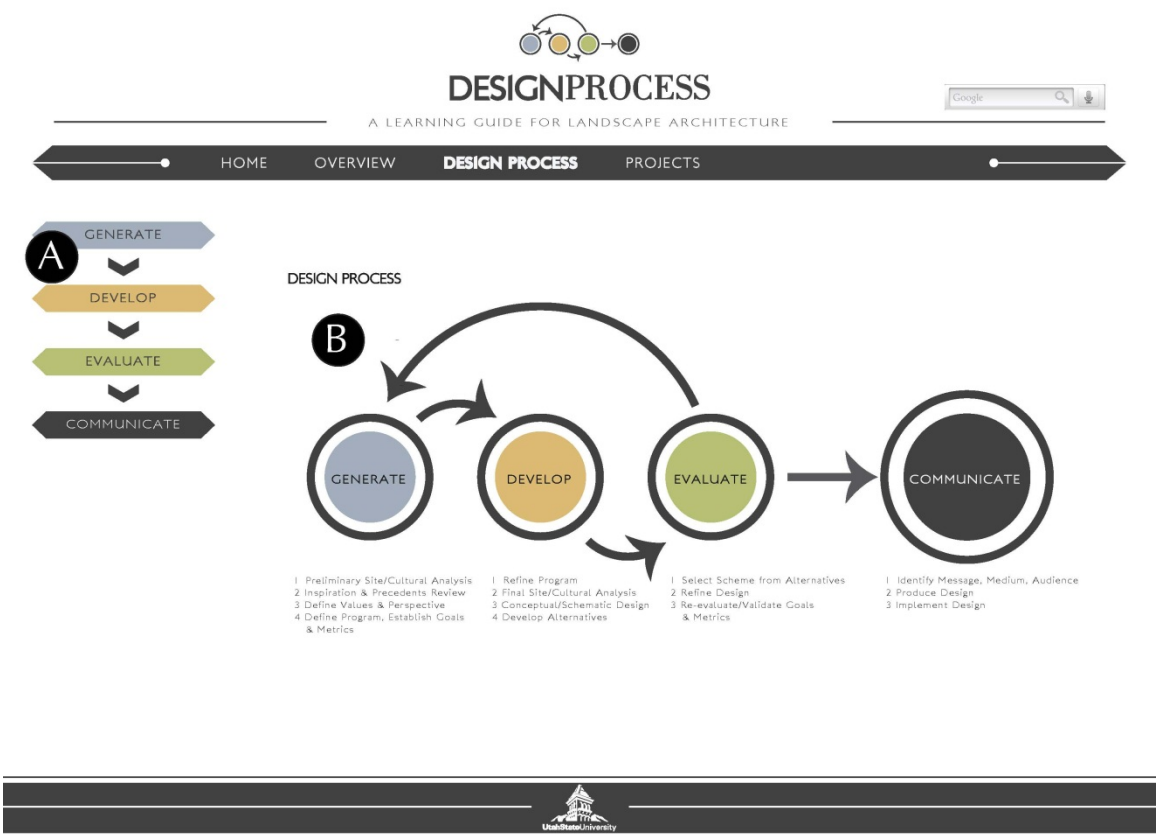 DESIGNPROCESS
Google
A LEARNING GUIDE FOR LANDSCAPE ARCHITECTURE
HOME OVERVIEW DESIGN PROCESS PROJECTS
GENERATE
A
DEVELOP
EVALUATE
COMMUNICATE
DESIGN PROCESS
B
GENERATE
DEVELOP
EVALUATE
COMMUNICATE
1 Preliminary Site/Cultural Analysis
2 Inspiration & Precedents Review
3 Define Values & Perspective
4 Define Program, Establish Goals
& Metrics
1 Refine Program
2 Final Site/Cultural Analysis
3 Conceptual/Schematic Design
4 Develop Alternatives
1 Select Scheme from Alternatives
2 Refine Design
3 Re-evaluate/Validate Goals
& Metrics
1 Identify Message, Medium, Audience
2 Produce Design
3 Implement Design
UtahStateUniversity